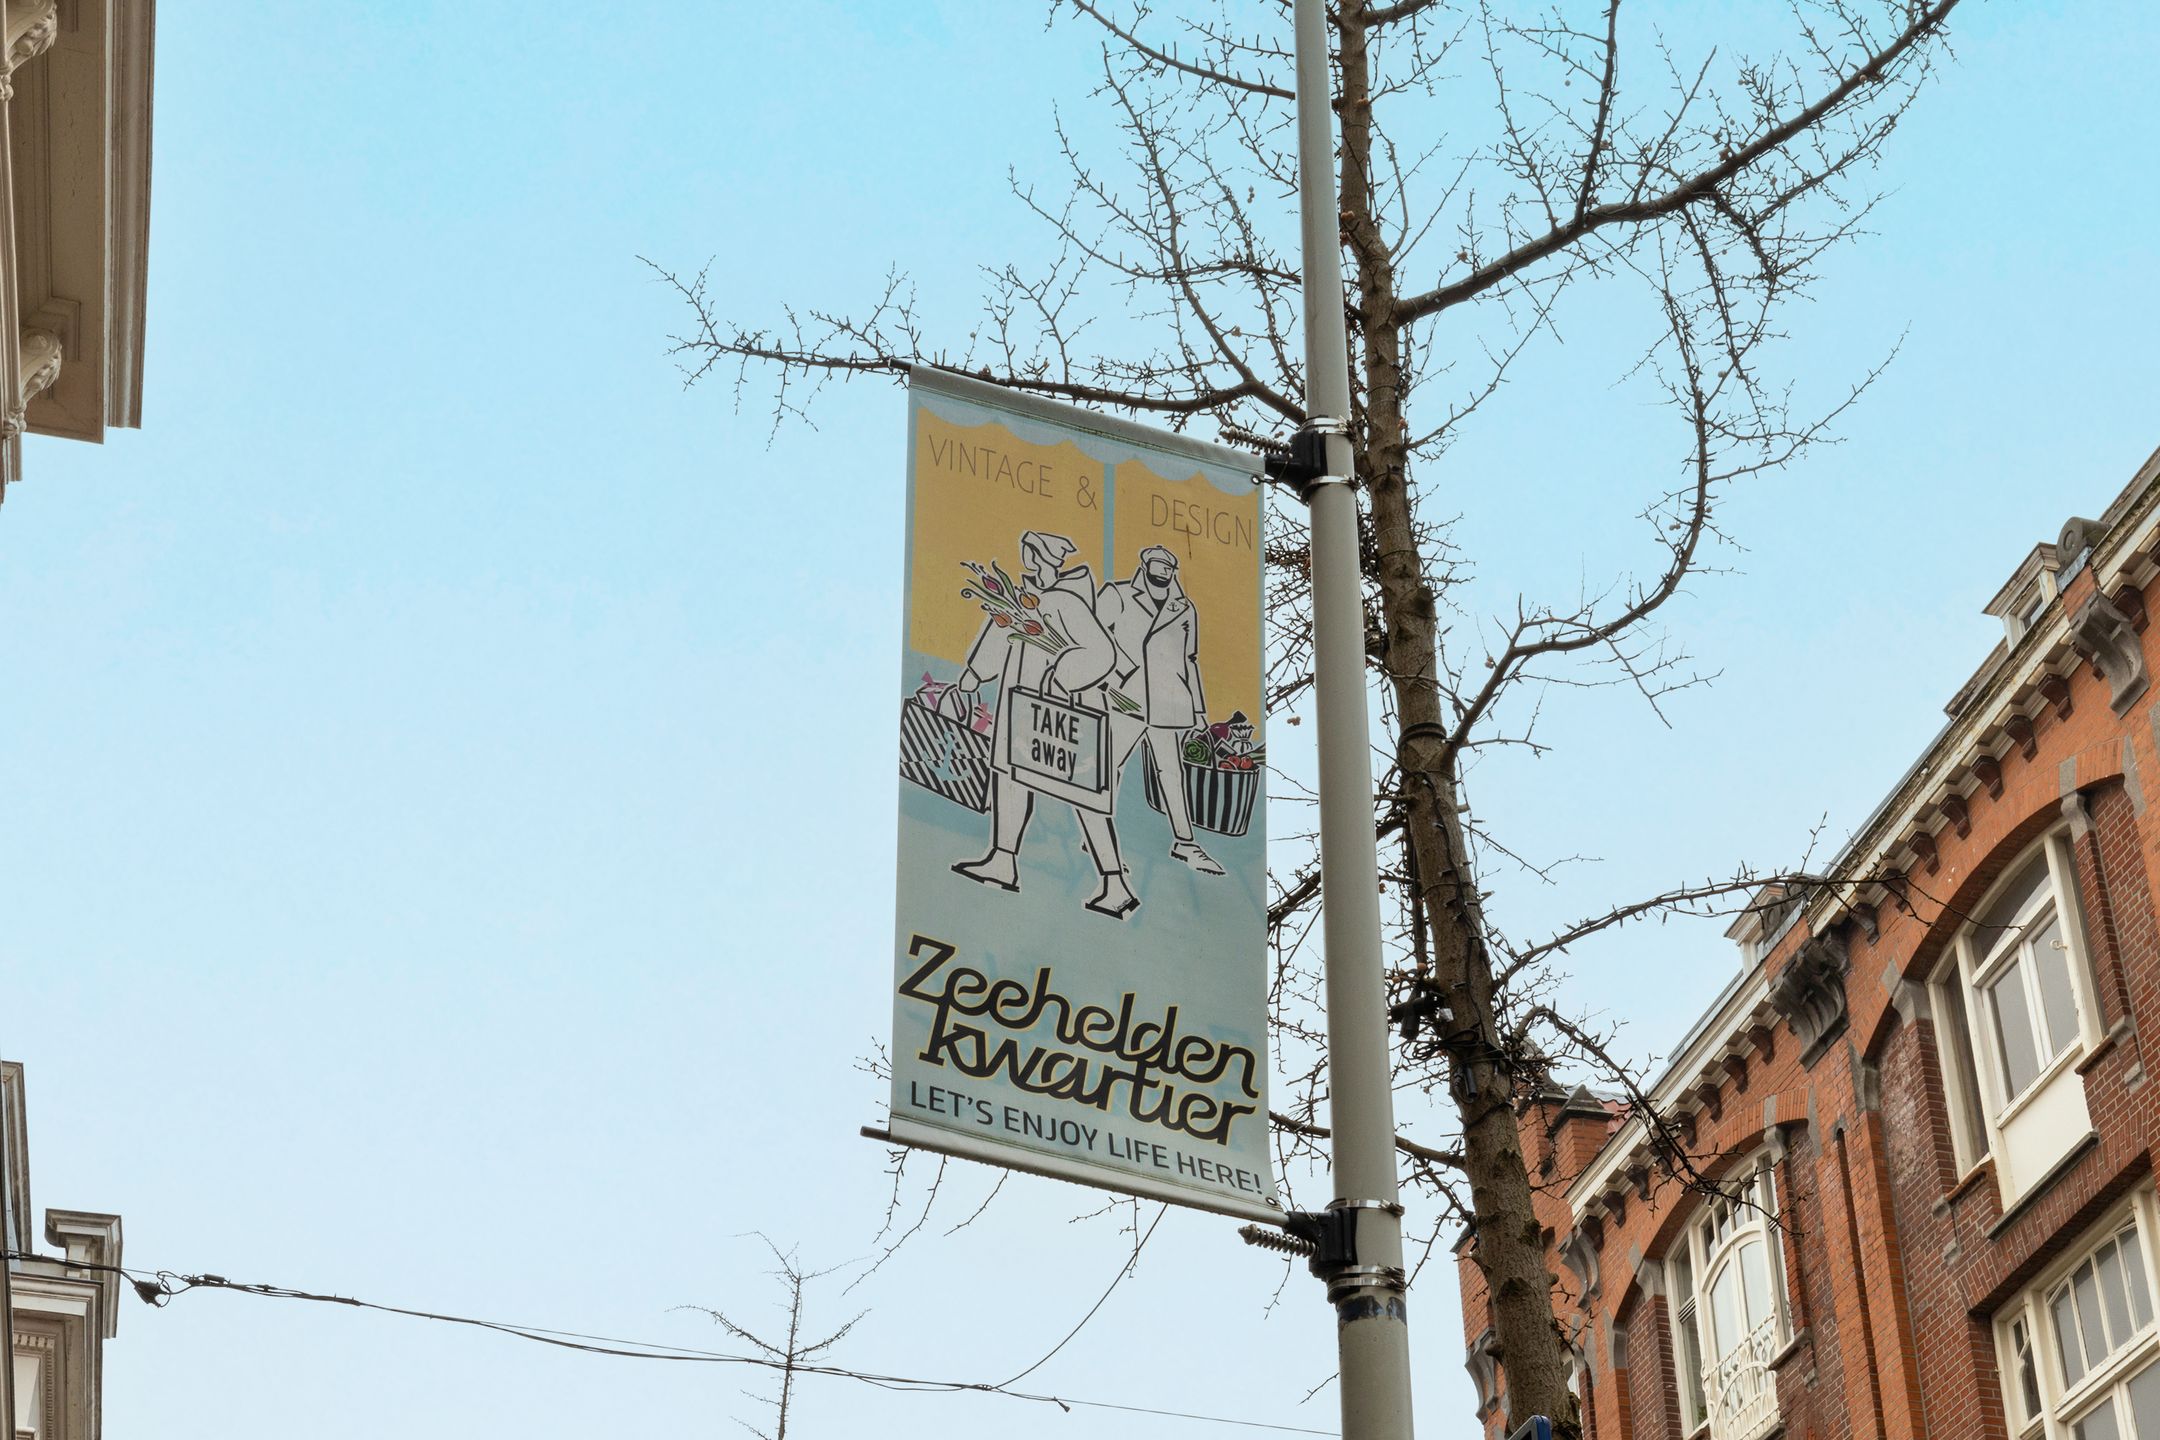 VINTAGE & DESIGN
TAKE
away
Zeehelden
kwartier
LET'S ENJOY LIFE HERE!